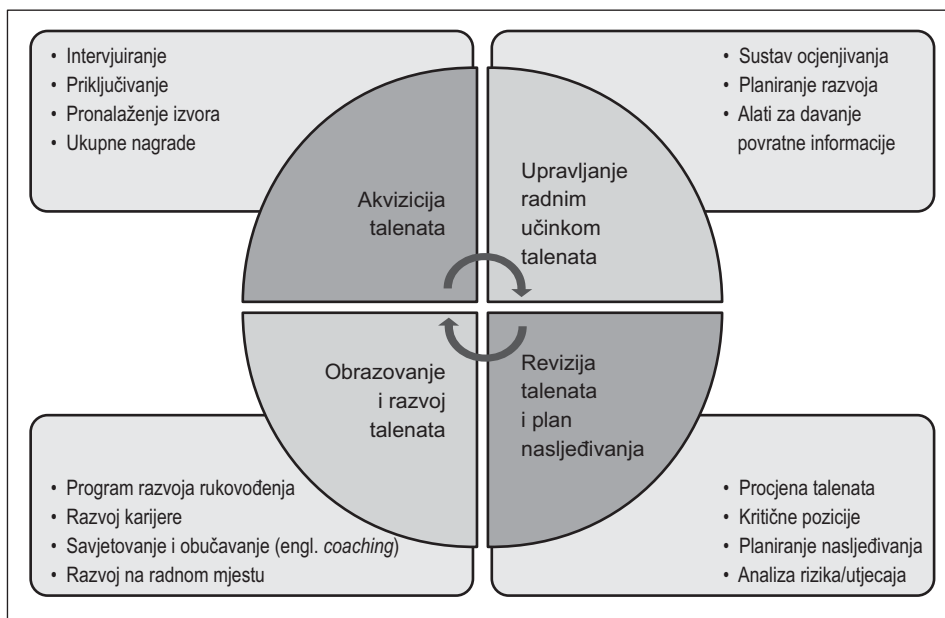 • Intervjuiranje
• Priključivanje
• Pronalaženje izvora
• Ukupne nagrade
• Sustav ocjenjivanja
• Planiranje razvoja
• Alati za davanje
povratne informacije
Akvizicija
talenata
Upravljanje
radnim
učinkom
talenata
Obrazovanje
i razvoj
talenata
Revizija
talenata
i plan
nasljeđivanja
• Program razvoja rukovođenja
• Razvoj karijere
• Savjetovanje i obučavanje (engl. coaching)
• Razvoj na radnom mjestu
• Procjena talenata
• Kritične pozicije
• Planiranje nasljeđivanja
• Analiza rizika/utjecaja